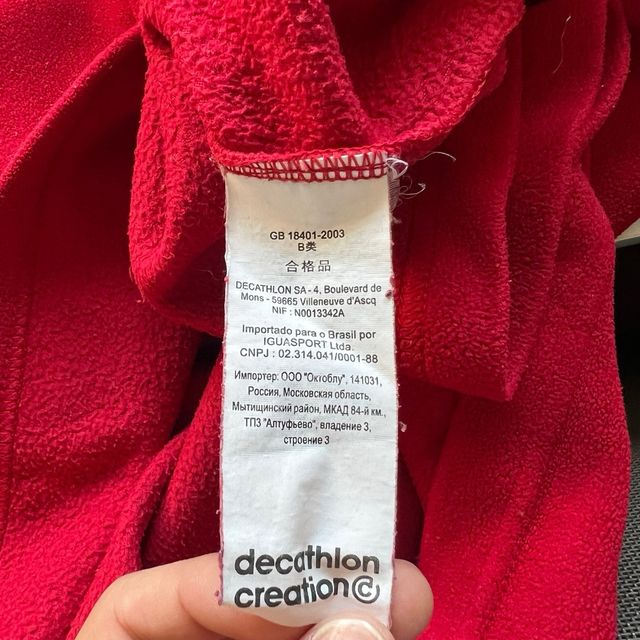 GB 18401-2003
B类
合格品
DECATHLON SA - 4, Boulevard de
Mons - 59665 Villeneuve d'Ascq
NIF : N0013342A
Importado para o Brasil por
IGUASPORT Ltda.
CNPJ : 02.314.041/0001-88
Импортер: ООО "Октоблу", 141031,
Россия, Московская область,
Мытищинский район, МКАД 84-й км.,
ТПЗ "Алтуфьево", владение 3,
строение 3
decathlon
creation©